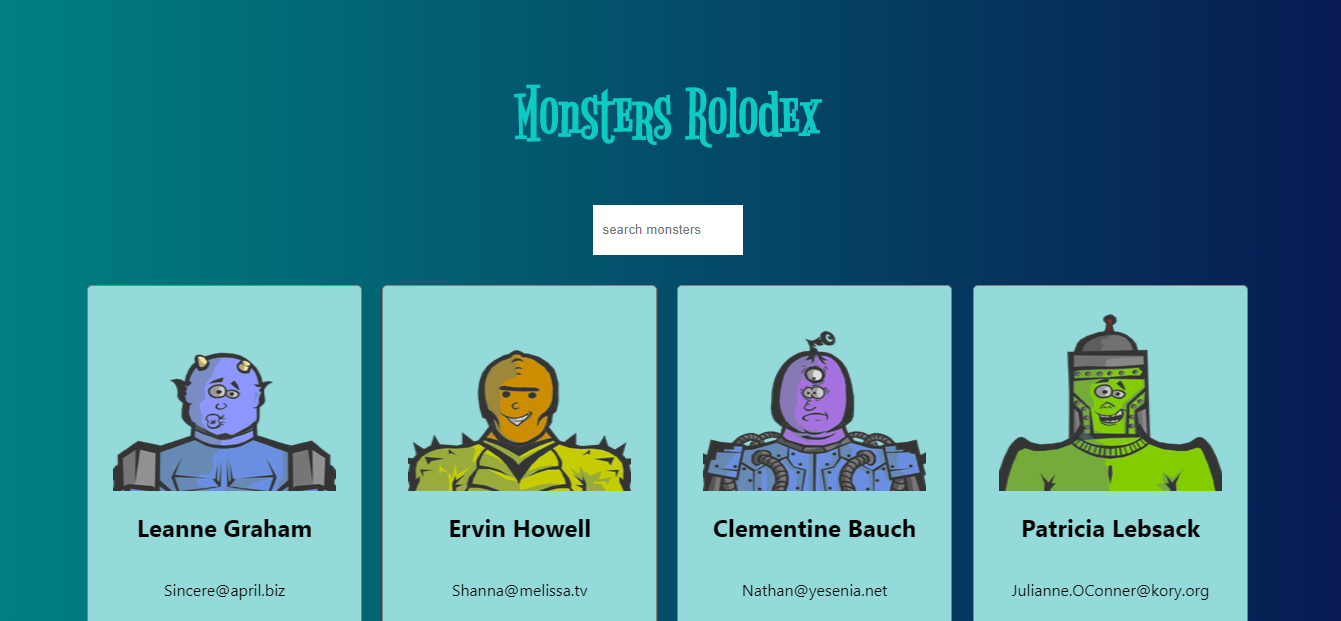 Monsters Rolodex
search monsters
Leanne Graham
Ervin Howell
Clementine Bauch
Patricia Lebsack
Sincere@april.biz
Shanna@melissa.tv
Nathan@yesenia.net
Julianne.OConner@kory.org